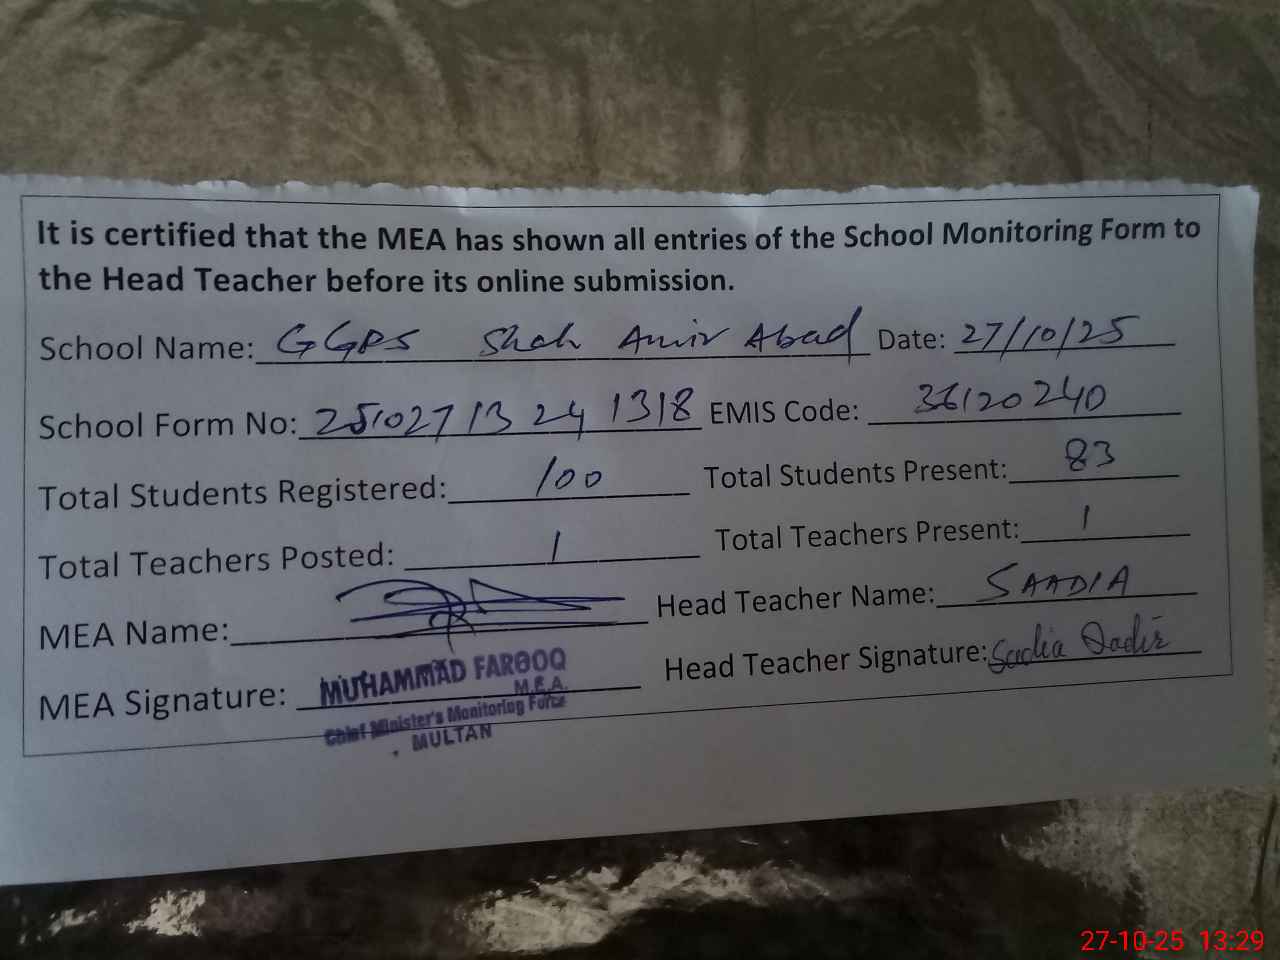 It is certified that the MEA has shown all entries of the School Monitoring Form to
the Head Teacher before its online submission.
School Name: GGPS Shah Amir Abad Date: 27/10/25
School Form No: 25102713241318 EMIS Code: 36120240
Total Students Registered: 100 Total Students Present: 83
Total Teachers Posted: 1 Total Teachers Present: 1
MEA Name: Head Teacher Name: SAADIA
MEA Signature: MUHAMMAD FAROOQ Head Teacher Signature: Sadia Qadir
M.E.A.
Chief Minister's Monitoring Force
MULTAN
27-10-25 13:29